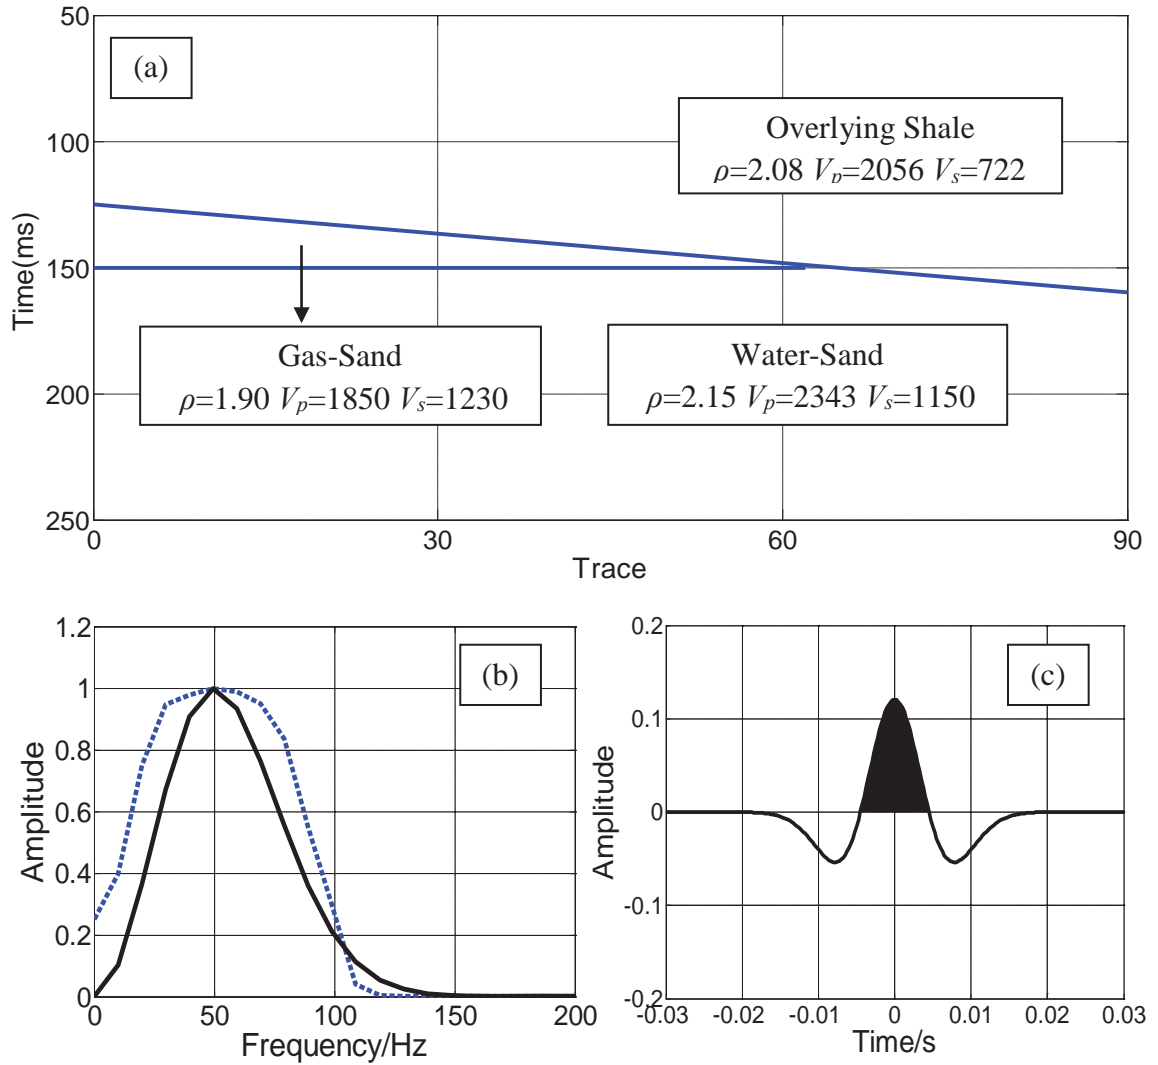 50
(a)
Overlying Shale
ρ=2.08 Vp=2056 Vs=722
100
Time(ms)
150
Gas-Sand
ρ=1.90 Vp=1850 Vs=1230
Water-Sand
ρ=2.15 Vp=2343 Vs=1150
200
250
0 30 60 90
Trace
1.2
(b)
1
0.8
0.6
0.4
0.2
0
Amplitude
0 50 100 150 200
Frequency/Hz
0.2
(c)
0.1
0
-0.1
-0.2
Amplitude
-0.03 -0.02 -0.01 0 0.01 0.02 0.03
Time/s